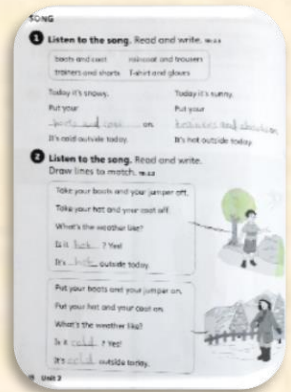 SONG
1 Listen to the song. Read and write.
boots and coat raincoat and trousers
trainers and shorts T-shirt and gloves
Today it's snowy. Today it's sunny.
Put your Put your
boots and coat on. trainers and shorts on.
It's cold outside today. It's hot outside today.
2 Listen to the song. Read and write.
Draw lines to match.
Take your boots and your jumper off.
Take your hat and your coat off.
What's the weather like?
Is it hot ? Yes!
It's hot outside today.
Put your boots and your jumper on.
Put your hat and your coat on.
What's the weather like?
Is it cold ? Yes!
It's cold outside today.
Unit 2